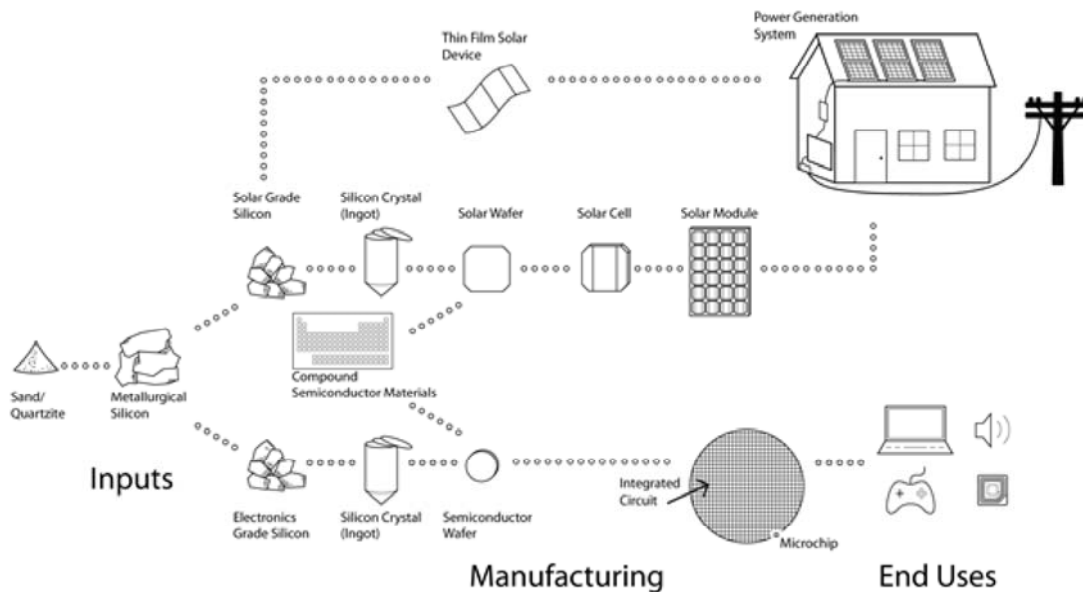 Power Generation
System
Thin Film Solar
Device
Solar Grade
Silicon
Silicon Crystal
(Ingot)
Solar Wafer
Solar Cell
Solar Module
Sand/
Quartzite
Metallurgical
Silicon
Compound
Semiconductor Materials
Inputs
Electronics
Grade Silicon
Silicon Crystal
(Ingot)
Semiconductor
Wafer
Integrated
Circuit
Microchip
Manufacturing
End Uses